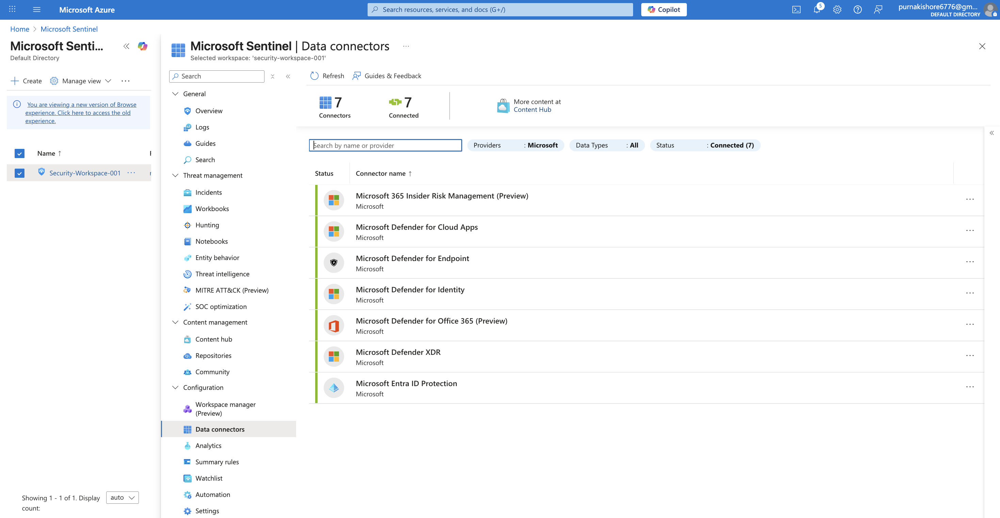 Microsoft Azure
Search resources, services, and docs (G+/)
Copilot
5
purnakishore6776@gm...
DEFAULT DIRECTORY
Home > Microsoft Sentinel
Microsoft Senti...
Default Directory
Create
Manage view
You are viewing a new version of Browse
experience. Click here to access the old
experience.
Name ↑
Security-Workspace-001
Showing 1 - 1 of 1. Display
count:
auto
Microsoft Sentinel | Data connectors
Selected workspace: 'security-workspace-001'
Search
General
Overview
Logs
Guides
Search
Threat management
Incidents
Workbooks
Hunting
Notebooks
Entity behavior
Threat intelligence
MITRE ATT&CK (Preview)
SOC optimization
Content management
Content hub
Repositories
Community
Configuration
Workspace manager
(Preview)
Data connectors
Analytics
Summary rules
Watchlist
Automation
Settings
Refresh
Guides & Feedback
7
Connectors
7
Connected
More content at
Content Hub
Search by name or provider
Providers : Microsoft
Data Types : All
Status : Connected (7)
Status
Connector name ↑
Microsoft 365 Insider Risk Management (Preview)
Microsoft
Microsoft Defender for Cloud Apps
Microsoft
Microsoft Defender for Endpoint
Microsoft
Microsoft Defender for Identity
Microsoft
Microsoft Defender for Office 365 (Preview)
Microsoft
Microsoft Defender XDR
Microsoft
Microsoft Entra ID Protection
Microsoft